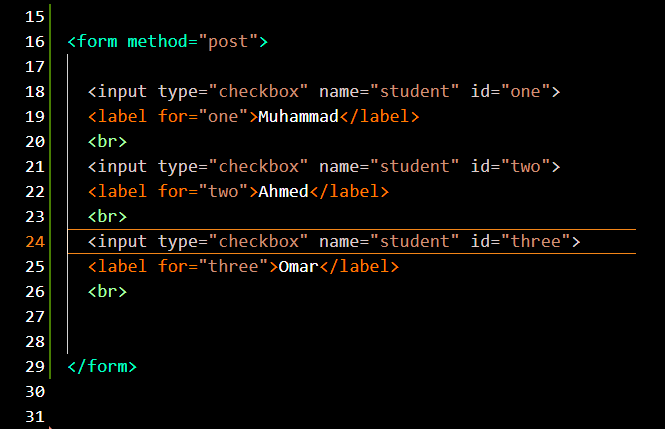 15
16 <form method="post">
17
18 <input type="checkbox" name="student" id="one">
19 <label for="one">Muhammad</label>
20 <br>
21 <input type="checkbox" name="student" id="two">
22 <label for="two">Ahmed</label>
23 <br>
24 <input type="checkbox" name="student" id="three">
25 <label for="three">Omar</label>
26 <br>
27
28
29 </form>
30
31